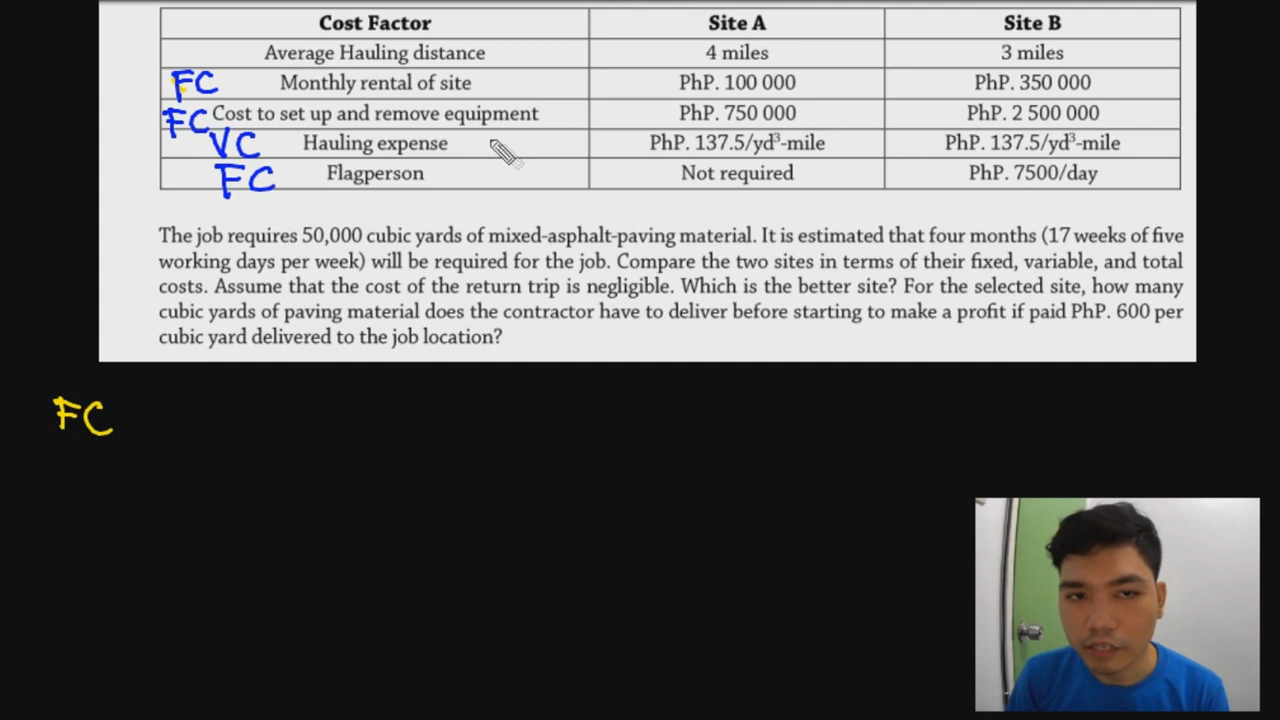 Cost Factor Site A Site B
Average Hauling distance 4 miles 3 miles
FC Monthly rental of site PhP. 100 000 PhP. 350 000
FC Cost to set up and remove equipment PhP. 750 000 PhP. 2 500 000
VC Hauling expense PhP. 137.5/yd³-mile PhP. 137.5/yd³-mile
FC Flagperson Not required PhP. 7500/day
The job requires 50,000 cubic yards of mixed-asphalt-paving material. It is estimated that four months (17 weeks of five
working days per week) will be required for the job. Compare the two sites in terms of their fixed, variable, and total
costs. Assume that the cost of the return trip is negligible. Which is the better site? For the selected site, how many
cubic yards of paving material does the contractor have to deliver before starting to make a profit if paid PhP. 600 per
cubic yard delivered to the job location?
FC